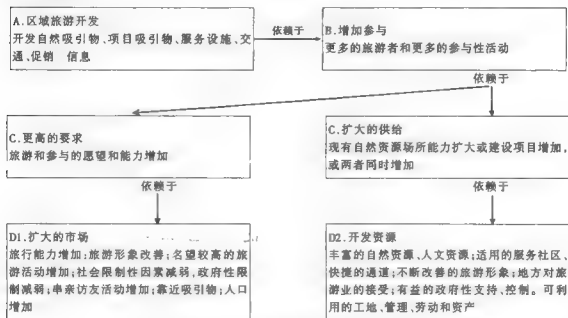 A.区域旅游开发
开发自然吸引物、项目吸引物、服务设施、交
通、促销 信息
依赖于
B.增加参与
更多的旅游者和更多的参与性活动
依赖于
C.更高的要求
旅游和参与的愿望和能力增加
C.扩大的供给
现有自然资源场所能力扩大或建设项目增加,
或两者同时增加
依赖于
依赖于
D1.扩大的市场
旅行能力增加;旅游形象改善;名望较高的旅
游活动增加;社会限制性因素减弱,政府性限
制减弱;串亲访友活动增加;靠近吸引物;人口
增加
D2.开发资源
丰富的自然资源、人文资源;适用的服务社区、
快捷的通道;不断改善的旅游形象;地方对旅
游业的接受;有益的政府性支持、控制。可利
用的工地、管理、劳动和资产